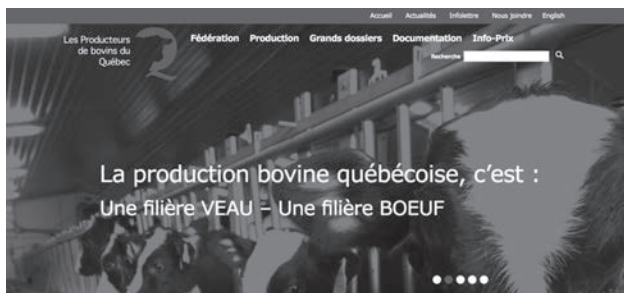 Accueil Actualités Infolettre Nous joindre English
Les Producteurs
de bovins du
Québec
Fédération Production Grands dossiers Documentation Info-Prix
Recherche
La production bovine québécoise, c’est :
Une filière VEAU – Une filière BOEUF